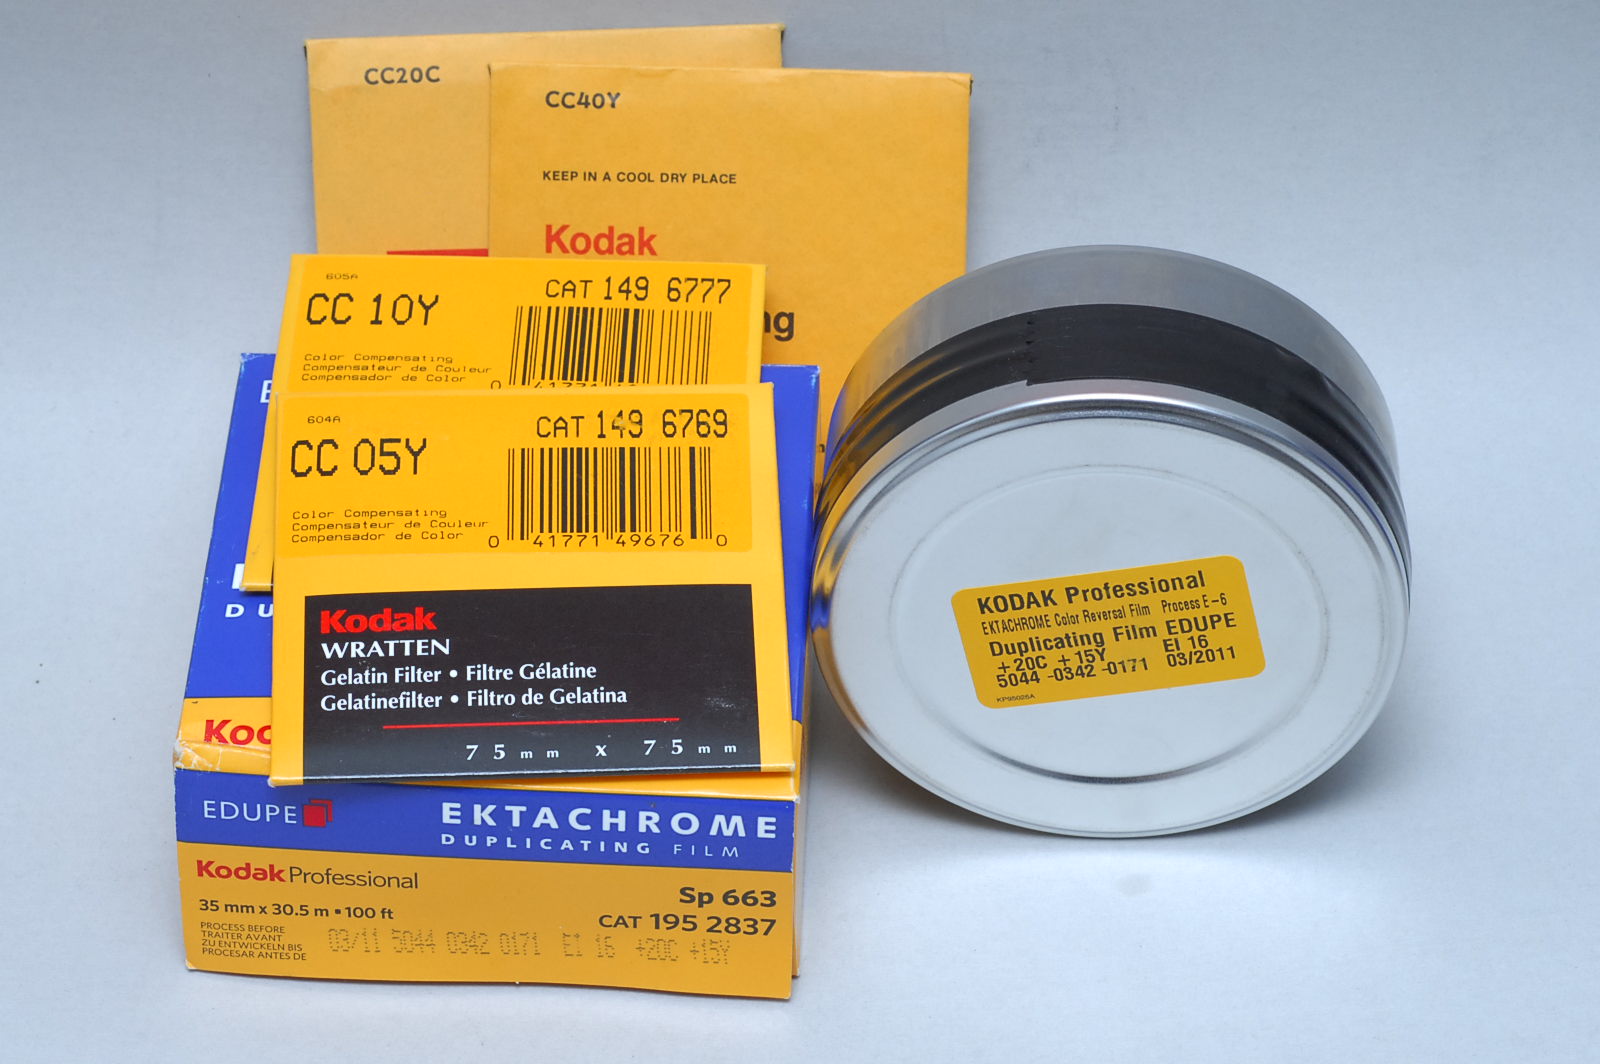 CC20C
CC40Y
KEEP IN A COOL DRY PLACE
Kodak
ng
605A
CAT 149 6777
CC 10Y
Color Compensating
Compensateur de Couleur
Compensador de Color
604A
CAT 149 6769
CC 05Y
Color Compensating
Compensateur de Couleur
Compensador de Color
0 41771 49676 0
Kodak
WRATTEN
Gelatin Filter • Filtre Gélatine
Gelatinefilter • Filtro de Gelatina
75mm x 75mm
E
DU
Ko
EDUPE
EKTACHROME
DUPLICATING FILM
Kodak Professional
Sp 663
35 mm x 30.5 m ▪ 100 ft
CAT 195 2837
PROCESS BEFORE
TRAITER AVANT
ZU ENTWICKELN BIS
PROCESAR ANTES DE
03/11 5044 0342 0171 EI 16 +20C +15Y
KODAK Professional
EKTACHROME Color Reversal Film Process E-6
Duplicating Film EDUPE
+20C +15Y EI 16
5044-0342-0171 03/2011
KP95025A